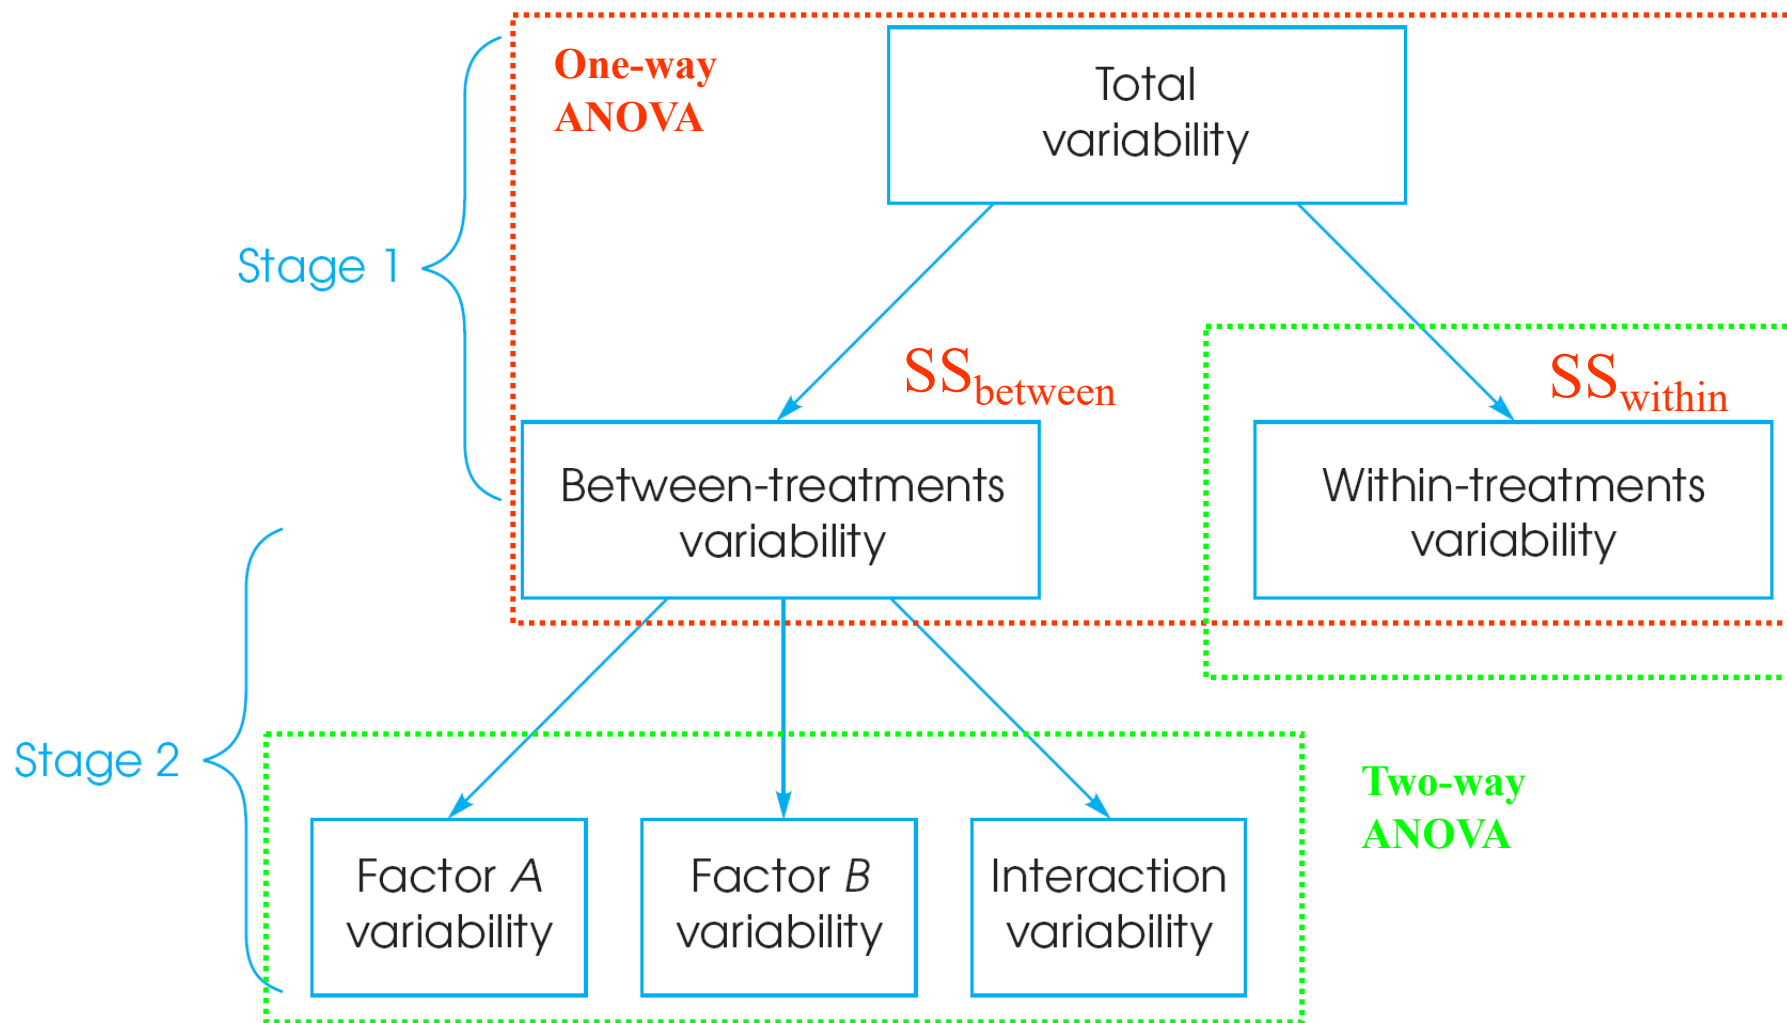 One-way
ANOVA
Total
variability
Stage 1
SSbetween
SSwithin
Between-treatments
variability
Within-treatments
variability
Stage 2
Two-way
ANOVA
Factor A
variability
Factor B
variability
Interaction
variability